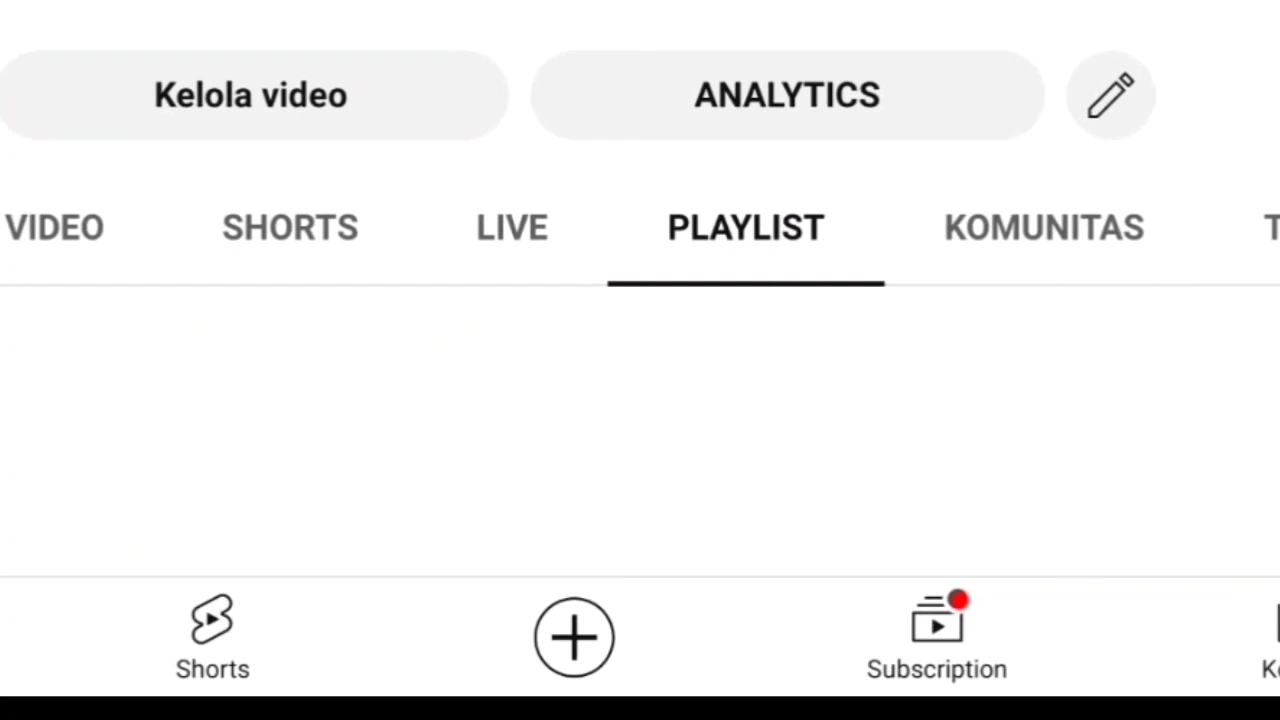 Kelola video ANALYTICS
VIDEO SHORTS LIVE PLAYLIST KOMUNITAS
Shorts Subscription